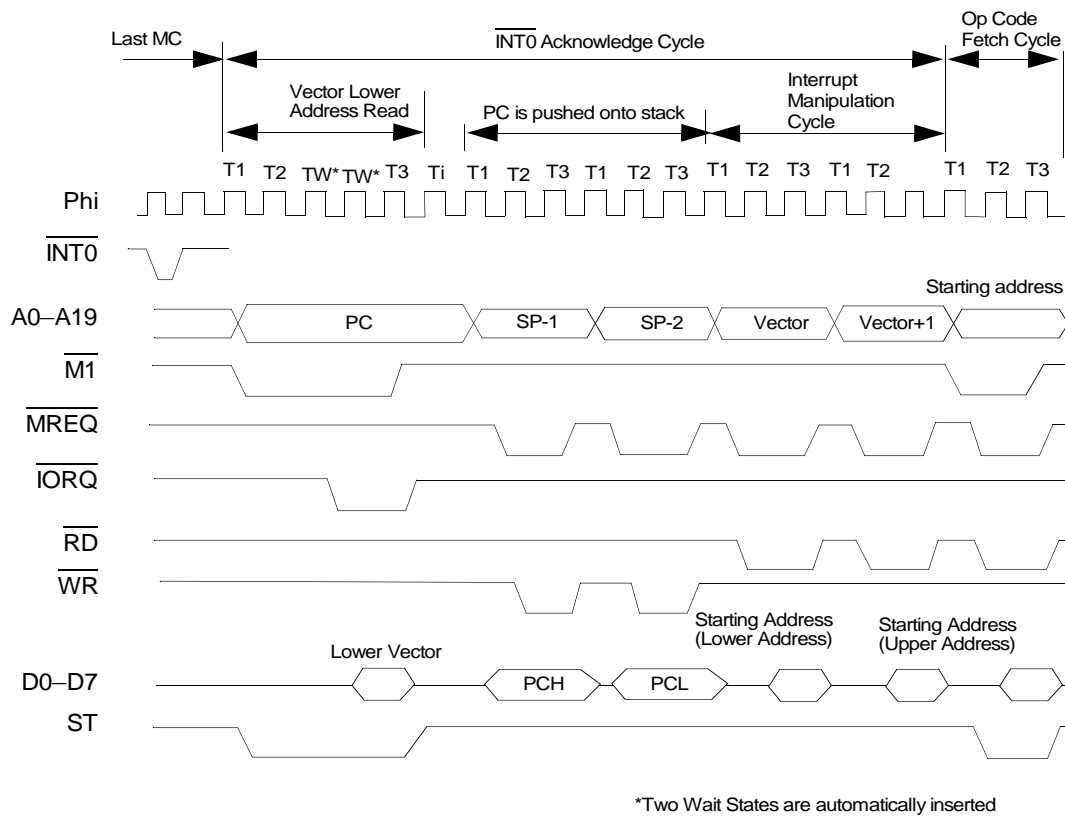 Op Code
Fetch Cycle
Last MC
INT0 Acknowledge Cycle
Vector Lower
Address Read
PC is pushed onto stack
Interrupt
Manipulation
Cycle
T1 T2 TW* TW* T3 Ti T1 T2 T3 T1 T2 T3 T1 T2 T3 T1 T2 T1 T2 T3
Phi
INT0
Starting address
A0–A19 PC SP-1 SP-2 Vector Vector+1
M1
MREQ
IORQ
RD
WR
Starting Address
(Lower Address)
Starting Address
(Upper Address)
Lower Vector
D0–D7 PCH PCL
ST
*Two Wait States are automatically inserted